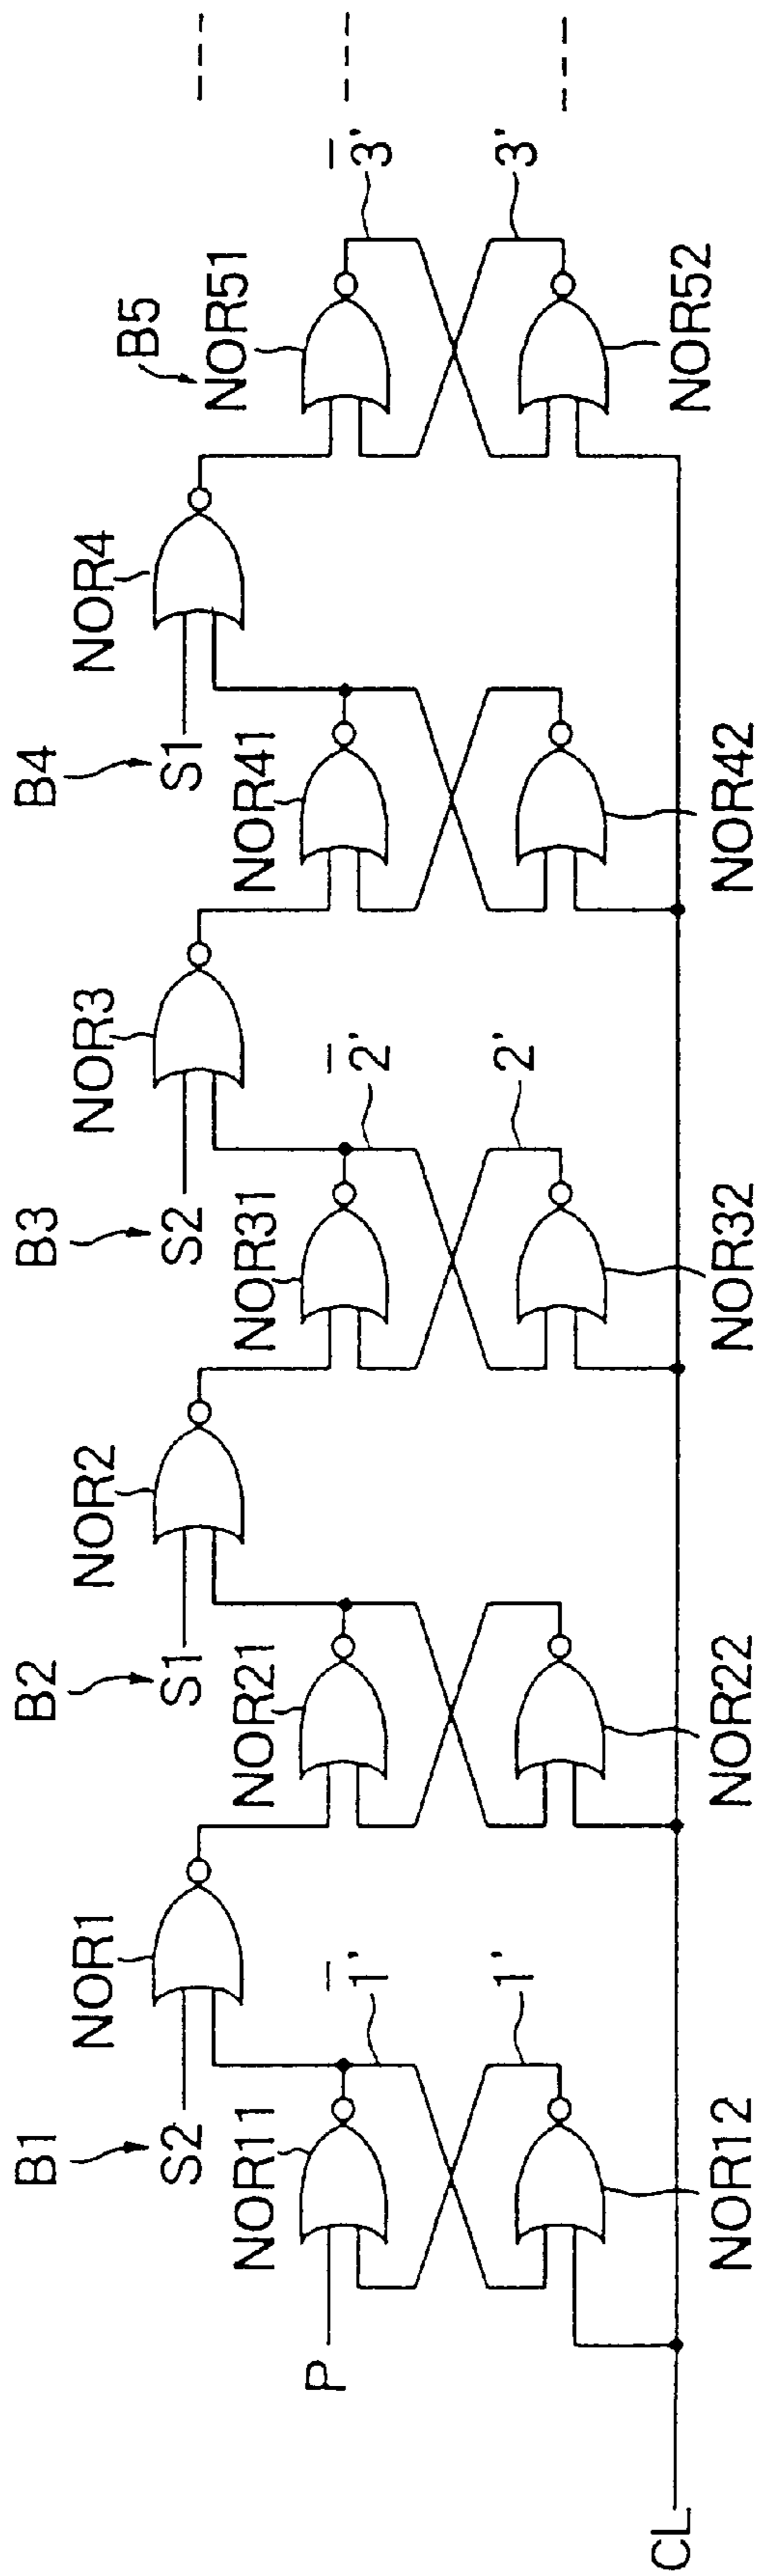 B1
B2
B3
B4
B5
NOR1
NOR2
NOR3
NOR4
S2
S1
S2
S1
NOR11
NOR21
NOR31
NOR41
NOR51
P
1̅'
2̅'
3̅'
1'
2'
3'
NOR12
NOR22
NOR32
NOR42
NOR52
CL